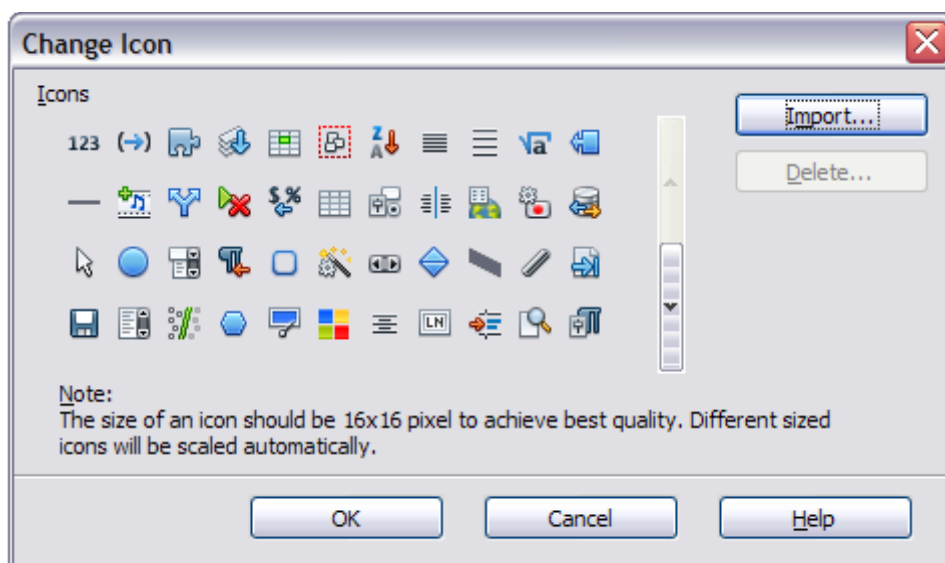 Change Icon
Icons
Import...
Delete...
123
Z
A
√a
$ %
LN
Note:
The size of an icon should be 16x16 pixel to achieve best quality. Different sized
icons will be scaled automatically.
OK
Cancel
Help